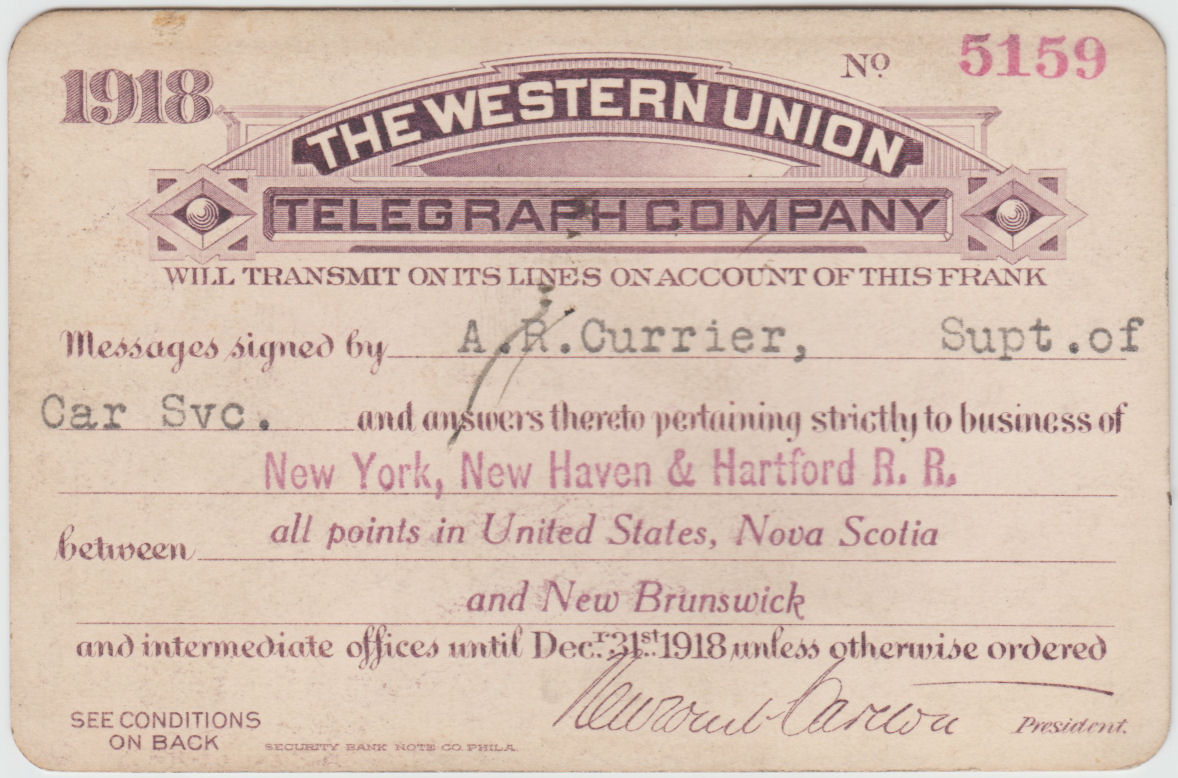 1918
Nº 5159
THE WESTERN UNION
TELEGRAPH COMPANY
WILL TRANSMIT ON ITS LINES ON ACCOUNT OF THIS FRANK
Messages signed by A.R.Currier, Supt.of
Car Svc. and answers thereto pertaining strictly to business of
New York, New Haven & Hartford R. R.
between all points in United States, Nova Scotia
and New Brunswick
and intermediate offices until Decr. 31st. 1918 unless otherwise ordered
Newcomb Carlton President.
SEE CONDITIONS
ON BACK
SECURITY BANK NOTE CO. PHILA.